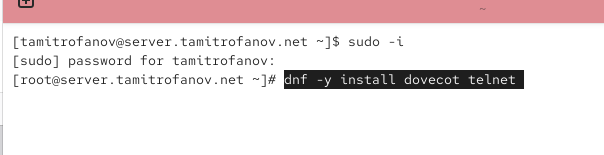 ~
[tamitrofanov@server.tamitrofanov.net ~]$ sudo -i
[sudo] password for tamitrofanov:
[root@server.tamitrofanov.net ~]# dnf -y install dovecot telnet